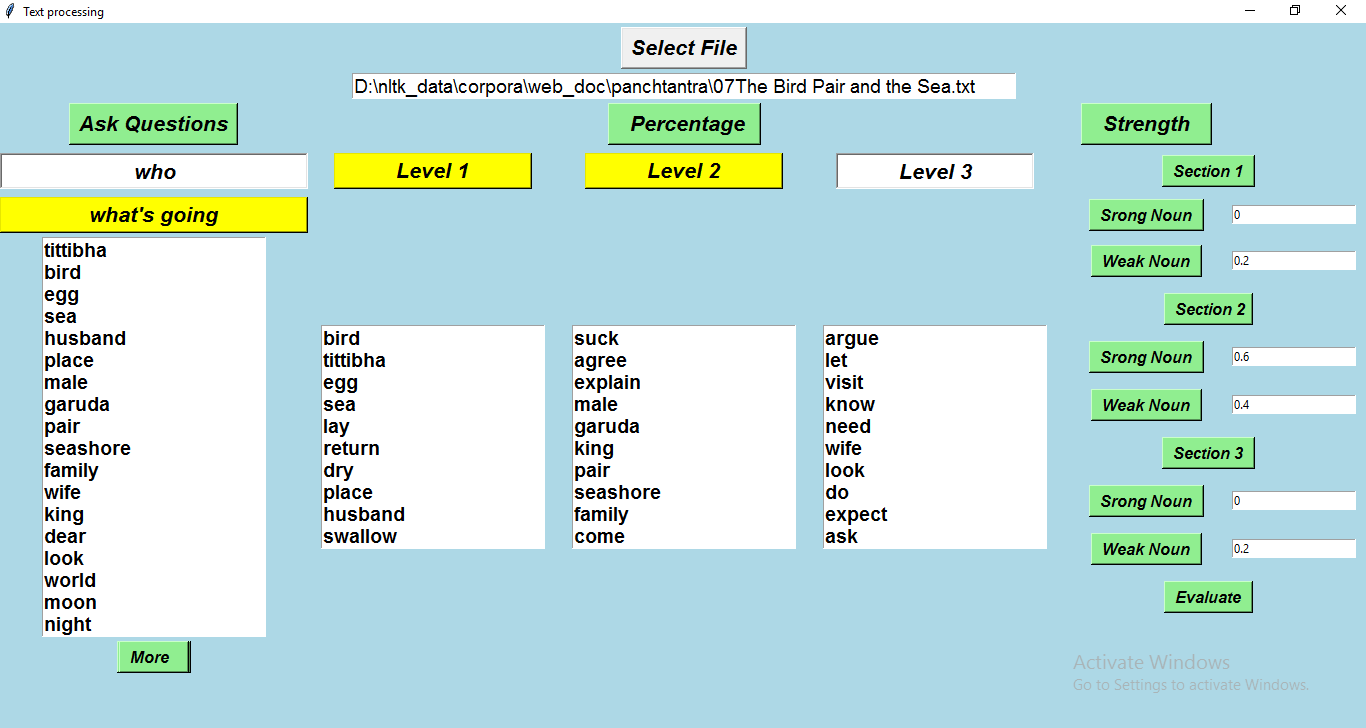 Text processing
Select File
D:\nltk_data\corpora\web_doc\panchtantra\07The Bird Pair and the Sea.txt
Ask Questions
Percentage
Strength
who
Level 1
Level 2
Level 3
Section 1
what's going
Srong Noun
0
Weak Noun
0.2
Section 2
Srong Noun
0.6
Weak Noun
0.4
Section 3
Srong Noun
0
Weak Noun
0.2
Evaluate
tittibha
bird
egg
sea
husband
place
male
garuda
pair
seashore
family
wife
king
dear
look
world
moon
night
More
bird
tittibha
egg
sea
lay
return
dry
place
husband
swallow
suck
agree
explain
male
garuda
king
pair
seashore
family
come
argue
let
visit
know
need
wife
look
do
expect
ask
Activate Windows
Go to Settings to activate Windows.